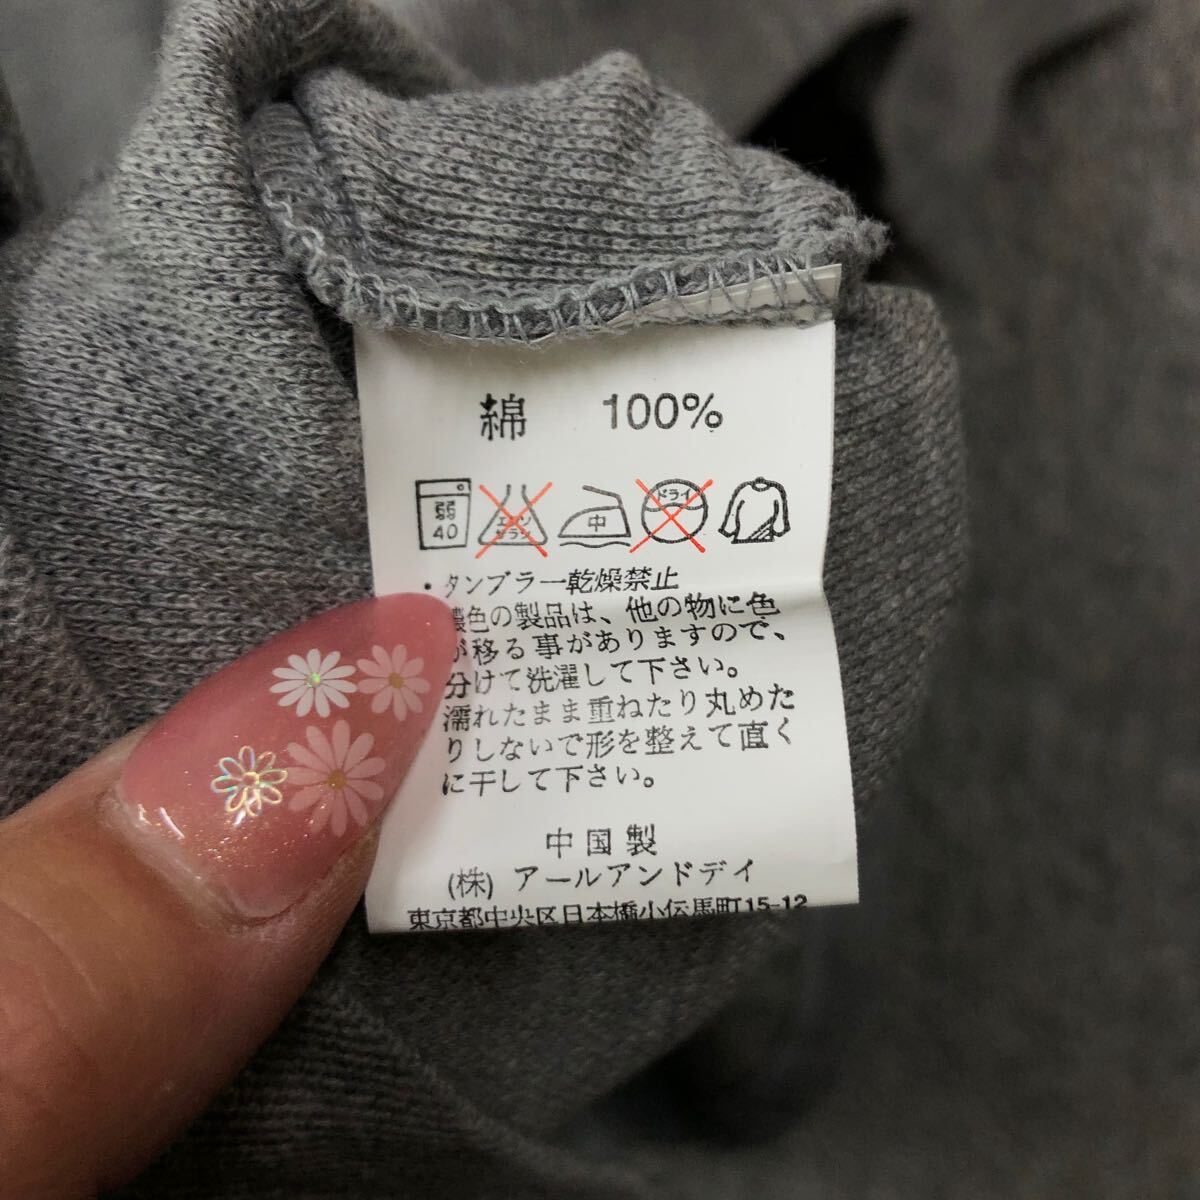 綿 100%
弱 40 エンソ サラシ 中 ドライ
・タンブラー乾燥禁止
濃色の製品は、他の物に色
が移る事がありますので、
分けて洗濯して下さい。
濡れたまま重ねたり丸めた
りしないで形を整えて直く
に干して下さい。
中国製
(株) アールアンドデイ
東京都中央区日本橋小伝馬町15-12